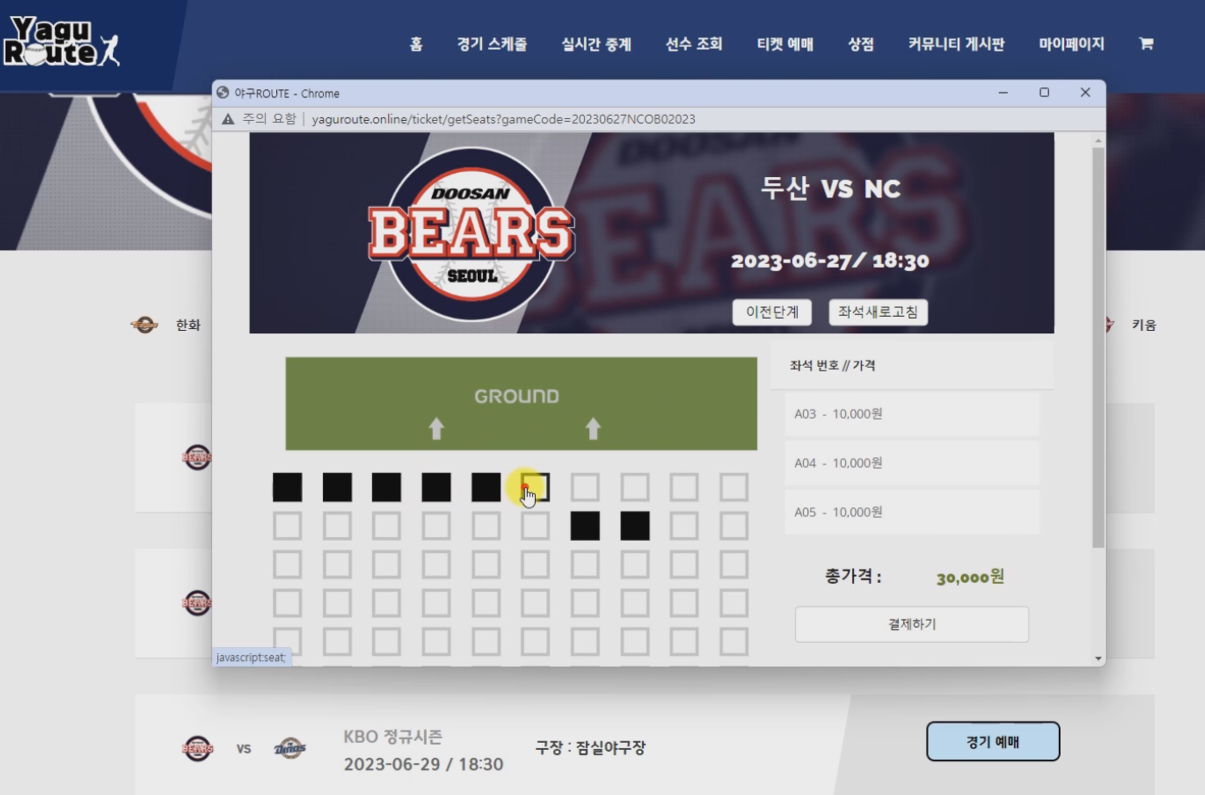 Yagu
Route
홈 경기 스케줄 실시간 중계 선수 조회 티켓 예매 상점 커뮤니티 게시판 마이페이지
야구ROUTE - Chrome
주의 요함 | yaguroute.online/ticket/getSeats?gameCode=20230627NCOB02023
DOOSAN
BEARS
SEOUL
DOOSAN
BEARS
두산 VS NC
2023-06-27/ 18:30
이전단계 좌석새로고침
한화
키움
GROUND
좌석 번호 // 가격
A03 - 10,000원
A04 - 10,000원
A05 - 10,000원
총가격 : 30,000원
결제하기
javascript:seat;
BEARS
BEARS
BEARS VS Dinos
KBO 정규시즌
2023-06-29 / 18:30
구장 : 잠실야구장
경기 예매